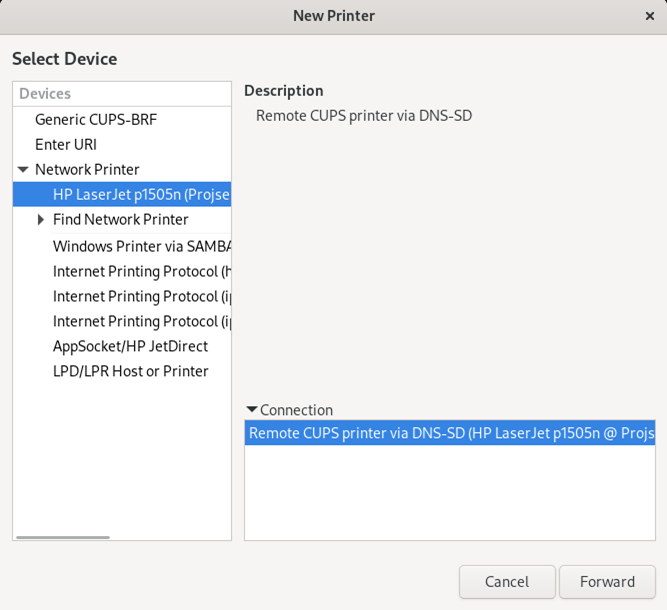 New Printer
Select Device
Devices
Generic CUPS-BRF
Enter URI
Network Printer
HP LaserJet p1505n (Projse
Find Network Printer
Windows Printer via SAMBA
Internet Printing Protocol (h
Internet Printing Protocol (ip
Internet Printing Protocol (ip
AppSocket/HP JetDirect
LPD/LPR Host or Printer
Description
Remote CUPS printer via DNS-SD
Connection
Remote CUPS printer via DNS-SD (HP LaserJet p1505n @ Projs
Cancel
Forward